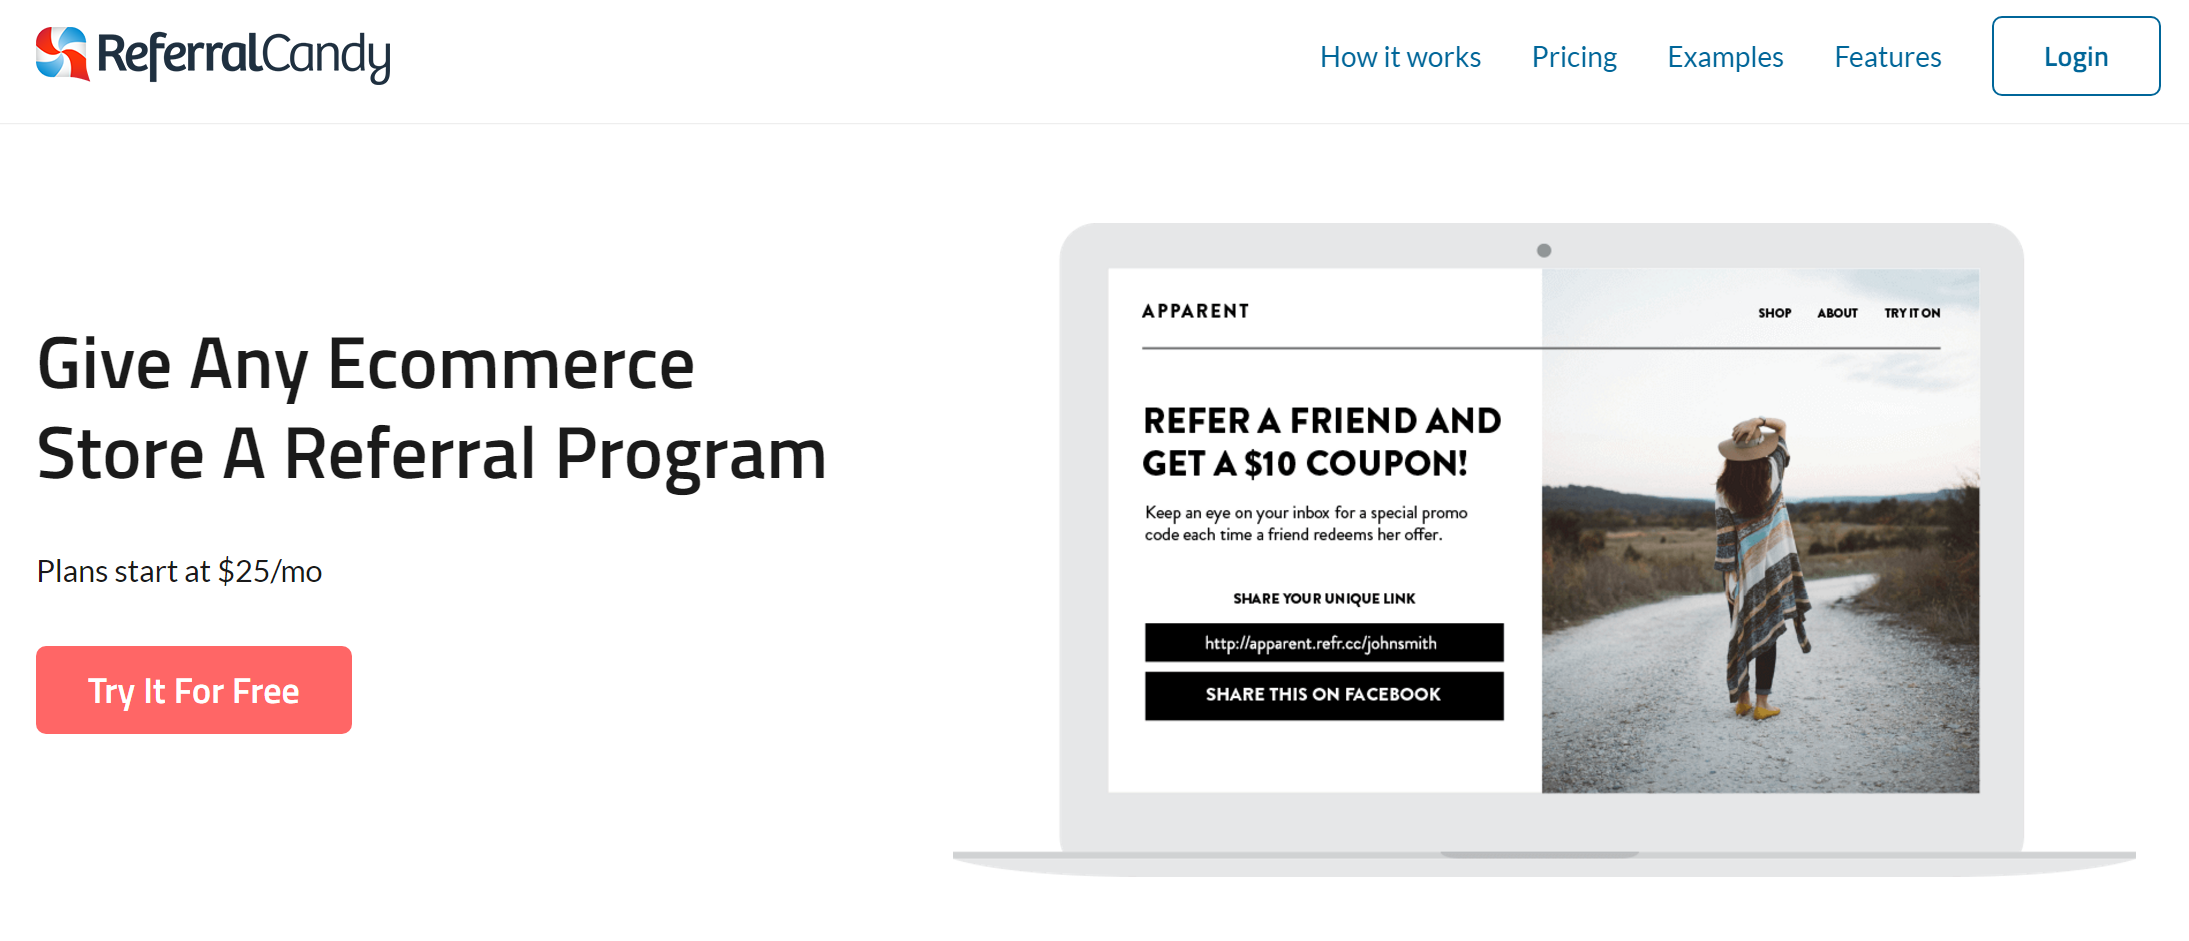 ReferralCandy
How it works
Pricing
Examples
Features
Login
Give Any Ecommerce
Store A Referral Program
Plans start at $25/mo
Try It For Free
APPARENT
SHOP
ABOUT
TRY IT ON
REFER A FRIEND AND
GET A $10 COUPON!
Keep an eye on your inbox for a special promo
code each time a friend redeems her offer.
SHARE YOUR UNIQUE LINK
http://apparent.refr.cc/johnsmith
SHARE THIS ON FACEBOOK